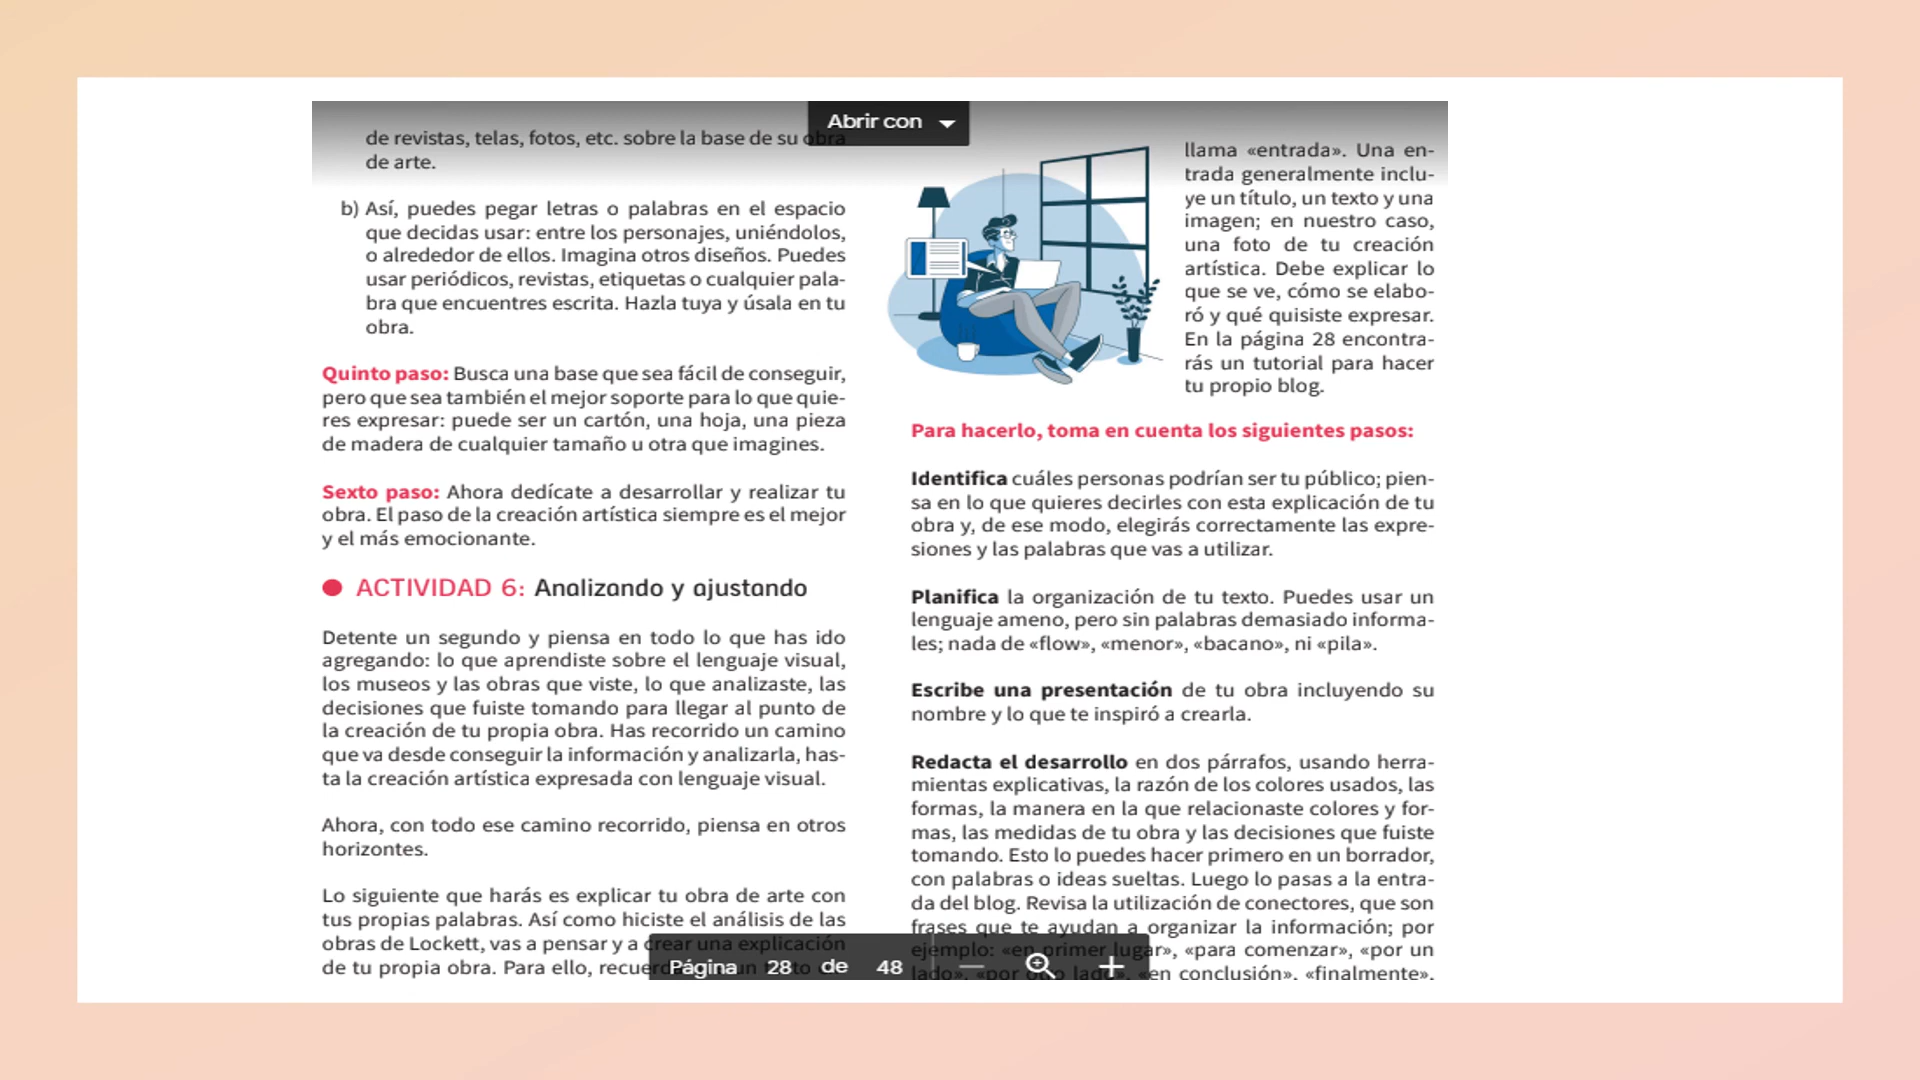 Abrir con
de revistas, telas, fotos, etc. sobre la base de su obra
de arte.
b) Así, puedes pegar letras o palabras en el espacio
que decidas usar: entre los personajes, uniéndolos,
o alrededor de ellos. Imagina otros diseños. Puedes
usar periódicos, revistas, etiquetas o cualquier pala-
bra que encuentres escrita. Hazla tuya y úsala en tu
obra.
Quinto paso: Busca una base que sea fácil de conseguir,
pero que sea también el mejor soporte para lo que quie-
res expresar: puede ser un cartón, una hoja, una pieza
de madera de cualquier tamaño u otra que imagines.
Sexto paso: Ahora dedícate a desarrollar y realizar tu
obra. El paso de la creación artística siempre es el mejor
y el más emocionante.
ACTIVIDAD 6: Analizando y ajustando
Detente un segundo y piensa en todo lo que has ido
agregando: lo que aprendiste sobre el lenguaje visual,
los museos y las obras que viste, lo que analizaste, las
decisiones que fuiste tomando para llegar al punto de
la creación de tu propia obra. Has recorrido un camino
que va desde conseguir la información y analizarla, has-
ta la creación artística expresada con lenguaje visual.
Ahora, con todo ese camino recorrido, piensa en otros
horizontes.
Lo siguiente que harás es explicar tu obra de arte con
tus propias palabras. Así como hiciste el análisis de las
obras de Lockett, vas a pensar y a crear una explicación
de tu propia obra. Para ello, recuerda un
llama «entrada». Una en-
trada generalmente inclu-
ye un título, un texto y una
imagen; en nuestro caso,
una foto de tu creación
artística. Debe explicar lo
que se ve, cómo se elabo-
ró y qué quisiste expresar.
En la página 28 encontra-
rás un tutorial para hacer
tu propio blog.
Para hacerlo, toma en cuenta los siguientes pasos:
Identifica cuáles personas podrían ser tu público; pien-
sa en lo que quieres decirles con esta explicación de tu
obra y, de ese modo, elegirás correctamente las expre-
siones y las palabras que vas a utilizar.
Planifica la organización de tu texto. Puedes usar un
lenguaje ameno, pero sin palabras demasiado informa-
les; nada de «flow», «menor», «bacano», ni «pila».
Escribe una presentación de tu obra incluyendo su
nombre y lo que te inspiró a crearla.
Redacta el desarrollo en dos párrafos, usando herra-
mientas explicativas, la razón de los colores usados, las
formas, la manera en la que relacionaste colores y for-
mas, las medidas de tu obra y las decisiones que fuiste
tomando. Esto lo puedes hacer primero en un borrador,
con palabras o ideas sueltas. Luego lo pasas a la entra-
da del blog. Revisa la utilización de conectores, que son
frases que te ayudan a organizar la información; por
ejemplo: «en primer lugar», «para comenzar», «por un
lado», «por otro lado», «en conclusión», «finalmente».
Página 28 de 48